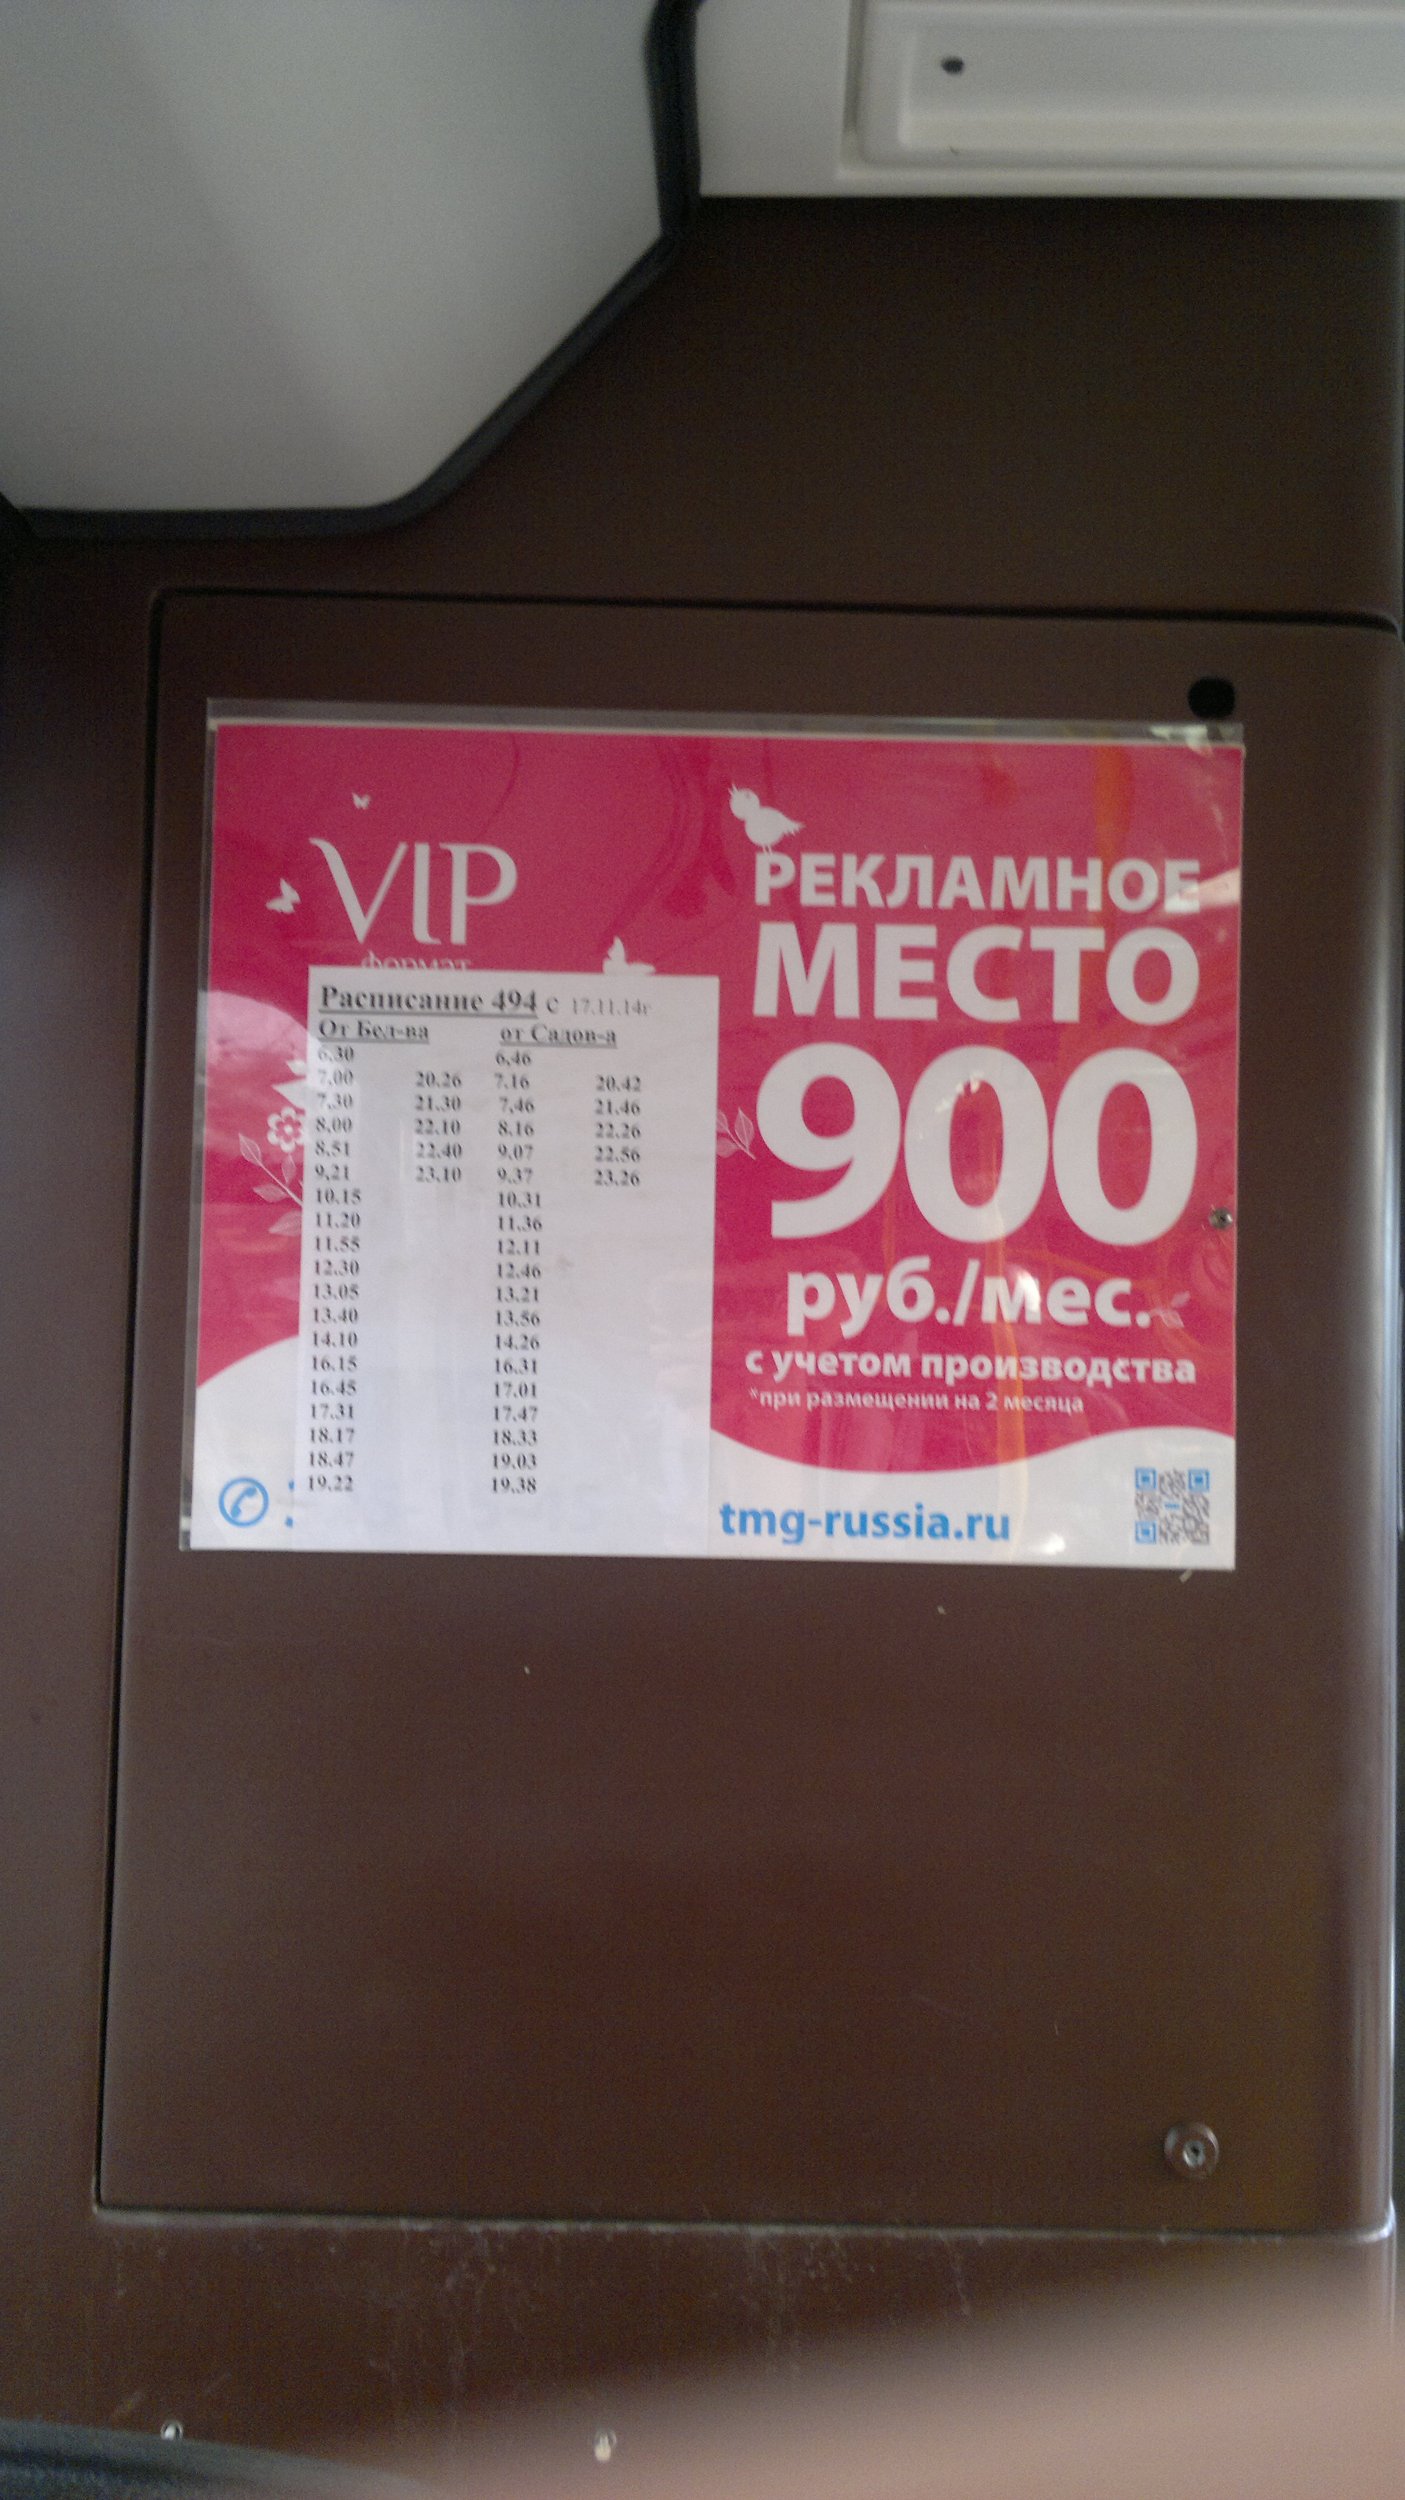 VIP
формат
Расписание 494 с 17.11.14г
От Бел-ва от Садов-а
6,30 6,46
7,00 20.26 7.16 20.42
7,30 21.30 7,46 21.46
8,00 22.10 8.16 22.26
8,51 22.40 9,07 22.56
9,21 23.10 9.37 23.26
10.15 10.31
11.20 11.36
11.55 12.11
12.30 12.46
13.05 13.21
13.40 13.56
14.10 14.26
16.15 16.31
16.45 17.01
17.31 17.47
18.17 18.33
18.47 19.03
19.22 19.38
РЕКЛАМНОЕ
МЕСТО
900
руб./мес.
с учетом производства
*при размещении на 2 месяца
tmg-russia.ru